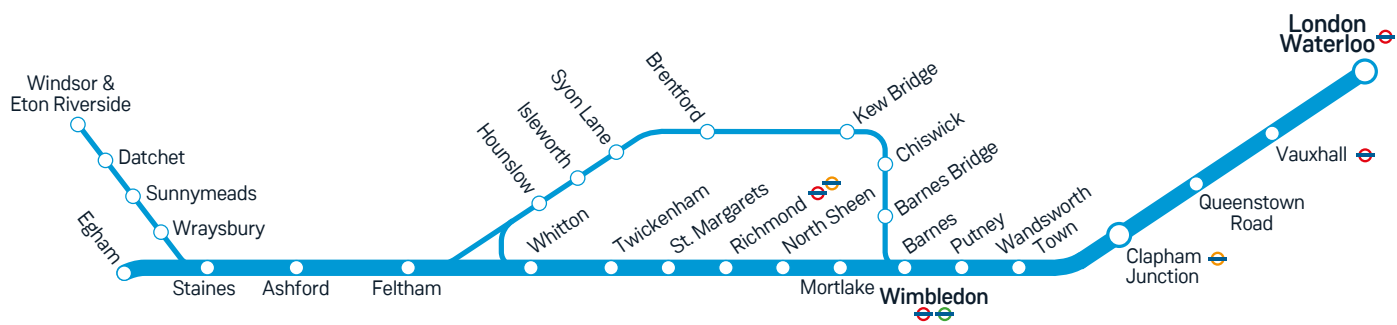 London
Waterloo
Windsor &
Eton Riverside
Datchet
Sunnymeads
Wraysbury
Egham
Staines
Ashford
Feltham
Hounslow
Isleworth
Syon Lane
Brentford
Kew Bridge
Chiswick
Barnes Bridge
Whitton
Twickenham
St. Margarets
Richmond
North Sheen
Mortlake
Barnes
Wimbledon
Putney
Wandsworth
Town
Clapham
Junction
Queenstown
Road
Vauxhall